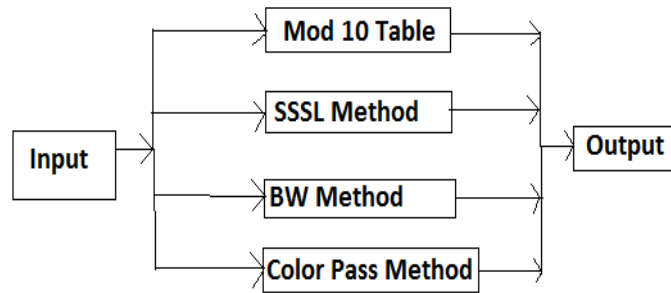 Mod 10 Table
SSSL Method
Input
Output
BW Method
Color Pass Method